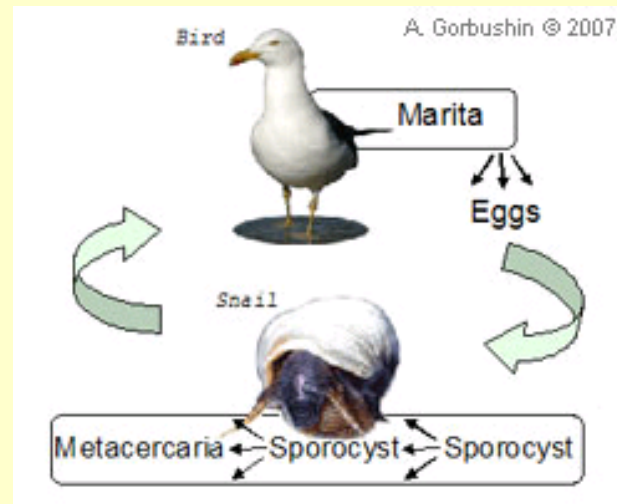 Bird
A. Gorbushin © 2007
Marita
Eggs
Snail
Metacercaria Sporocyst Sporocyst